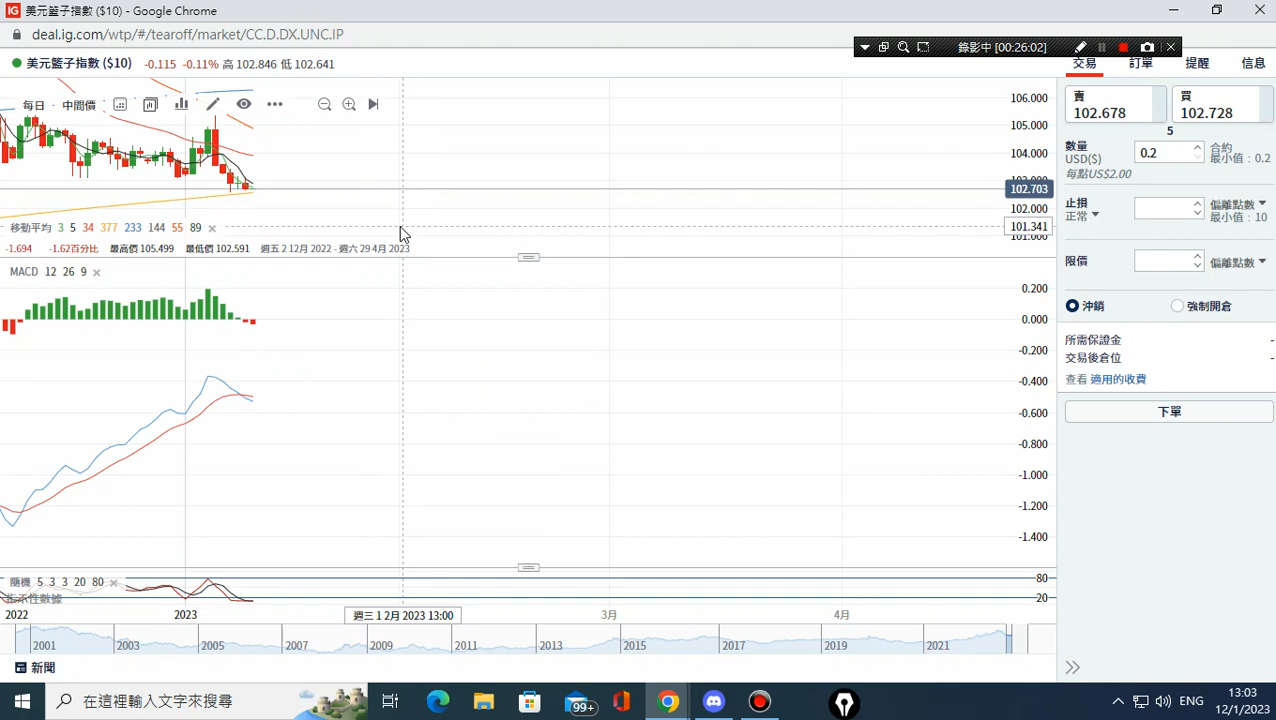 美元籃子指數 ($10) - Google Chrome
deal.ig.com/wtp/#/tearoff/market/CC.D.DX.UNC.IP
錄影中 [00:26:02]
美元籃子指數 ($10) -0.115 -0.11% 高 102.846 低 102.641
交易 訂單 提醒 信息
每日 中間價
106.000
105.000
104.000
102.703
102.000
101.341
移動平均 3 5 34 377 233 144 55 89
-1.694 -1.62百分比 最高價 105.499 最低價 102.591 週五 2 12月 2022 - 週六 29 4月 2023
MACD 12 26 9
0.200
0.000
-0.200
-0.400
-0.600
-0.800
-1.000
-1.200
-1.400
隨機 5 3 3 20 80
指示性數據
80
20
2022 2023 週三 1 2月 2023 13:00 3月 4月
2001 2003 2005 2007 2009 2011 2013 2015 2017 2019 2021
新聞
賣
102.678
買
102.728
5
數量
USD($)
0.2
合約
最小值 : 0.2
每點US$2.00
止損
正常
偏離點數
最小值 : 10
限價
偏離點數
沖銷
強制開倉
所需保證金 -
交易後倉位 -
查看 適用的收費
下單
在這裡輸入文字來搜尋
99+
ENG
13:03
12/1/2023